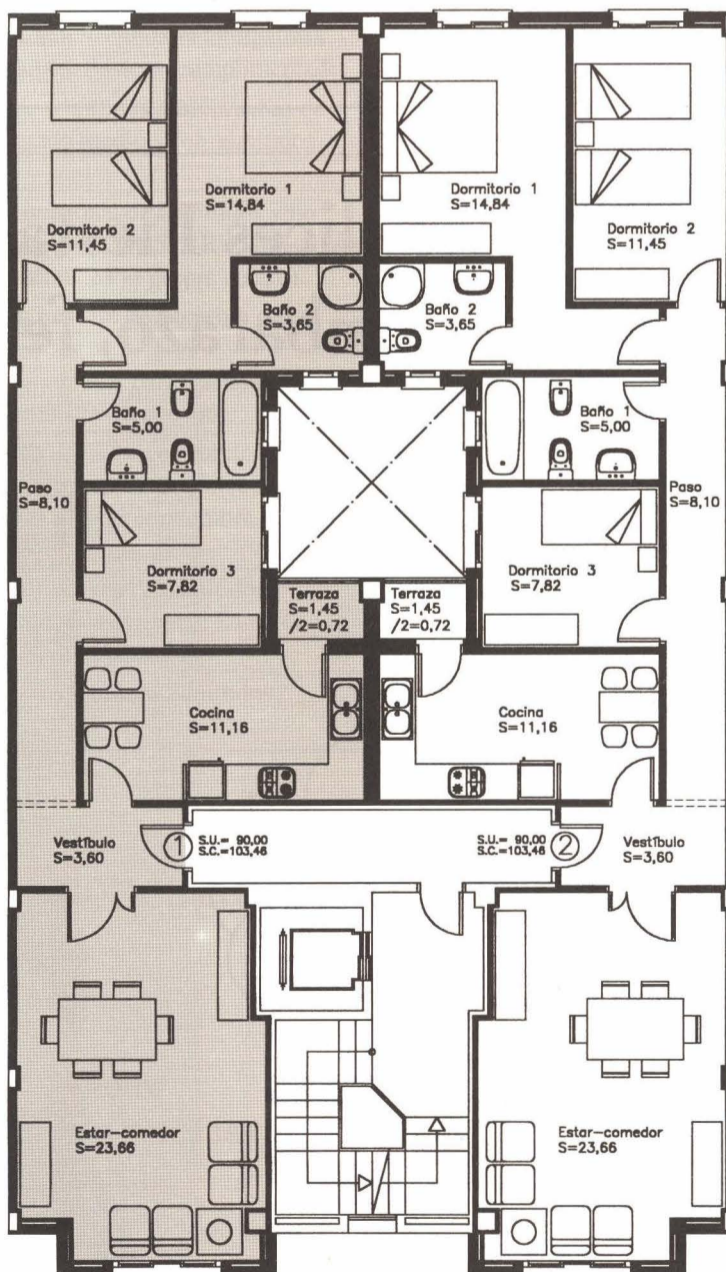 Dormitorio 1
S=14,84
Dormitorio 1
S=14,84
Dormitorio 2
S=11,45
Dormitorio 2
S=11,45
Baño 2
S=3,65
Baño 2
S=3,65
Baño 1
S=5,00
Baño 1
S=5,00
Paso
S=8,10
Paso
S=8,10
Dormitorio 3
S=7,82
Dormitorio 3
S=7,82
Terraza
S=1,45
/2=0,72
Terraza
S=1,45
/2=0,72
Cocina
S=11,16
Cocina
S=11,16
Vestíbulo
S=3,60
1
S.U.= 90,00
S.C.=103,46
S.U.= 90,00
S.C.=103,46
2
Vestíbulo
S=3,60
Estar-comedor
S=23,66
Estar-comedor
S=23,66